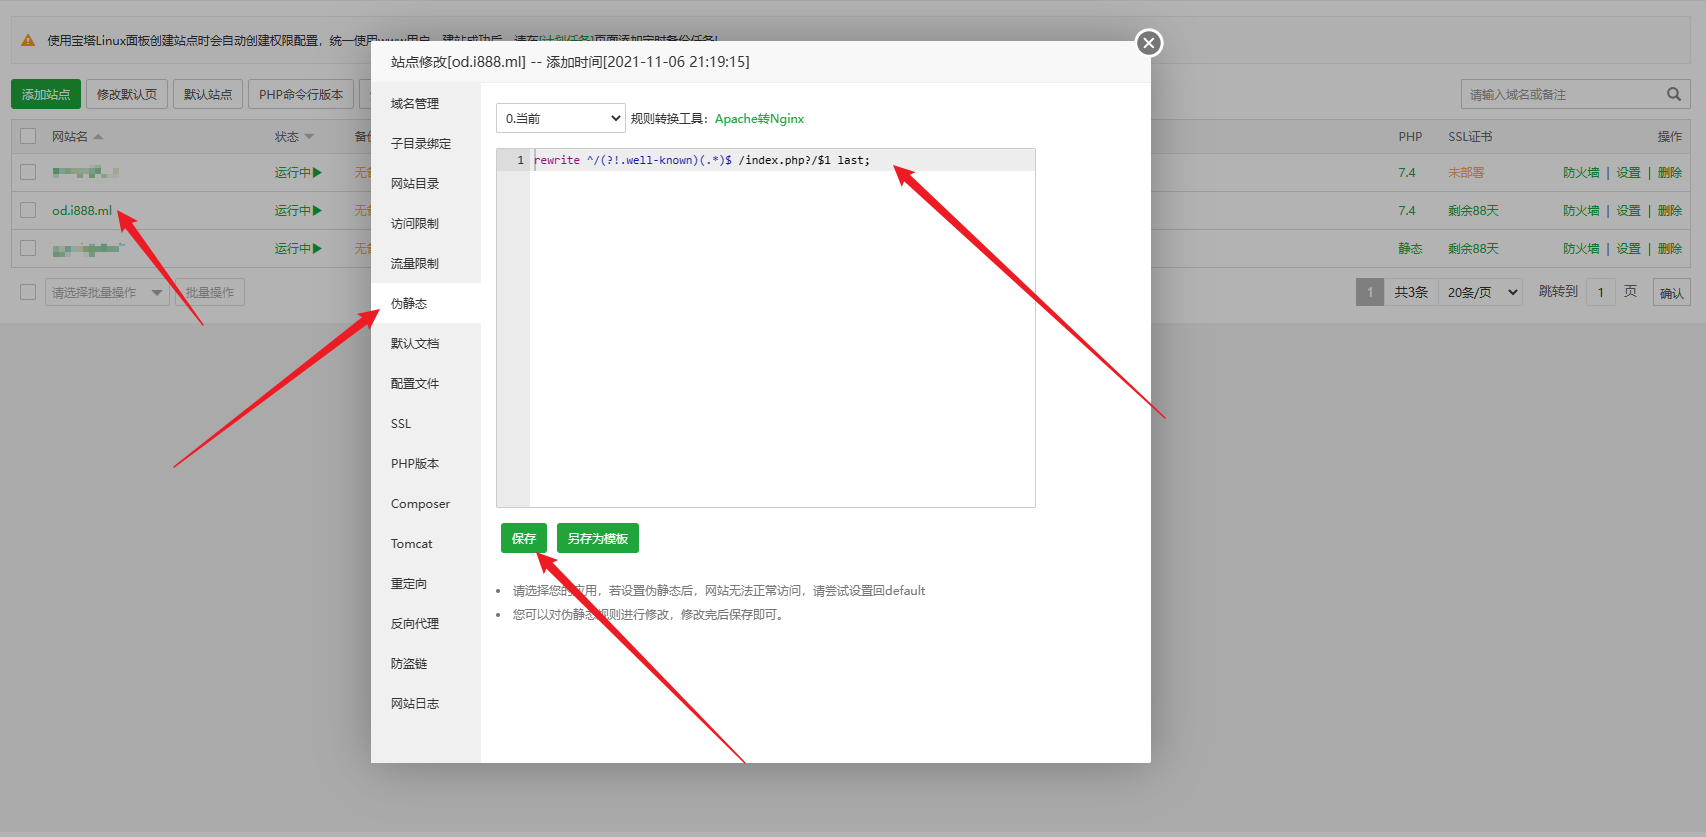 使用宝塔Linux面板创建站点时会自动创建权限配置，统一使用www用户。建站成功后，请在[计划任务]页面添加定时备份任务!
添加站点 修改默认页 默认站点 PHP命令行版本
请输入域名或备注
网站名 状态 PHP SSL证书 操作
运行中 7.4 未部署 防火墙 | 设置 | 删除
od.i888.ml 运行中 7.4 剩余88天 防火墙 | 设置 | 删除
运行中 静态 剩余88天 防火墙 | 设置 | 删除
请选择批量操作 批量操作 1 共3条 20条/页 跳转到 1 页 确认
站点修改[od.i888.ml] -- 添加时间[2021-11-06 21:19:15]
域名管理
子目录绑定
网站目录
访问限制
流量限制
伪静态
默认文档
配置文件
SSL
PHP版本
Composer
Tomcat
重定向
反向代理
防盗链
网站日志
0.当前 规则转换工具：Apache转Nginx
1 rewrite ^/(?!.well-known)(.*)$ /index.php?/$1 last;
保存 另存为模板
请选择您的应用，若设置伪静态后，网站无法正常访问，请尝试设置回default
您可以对伪静态规则进行修改，修改完后保存即可。